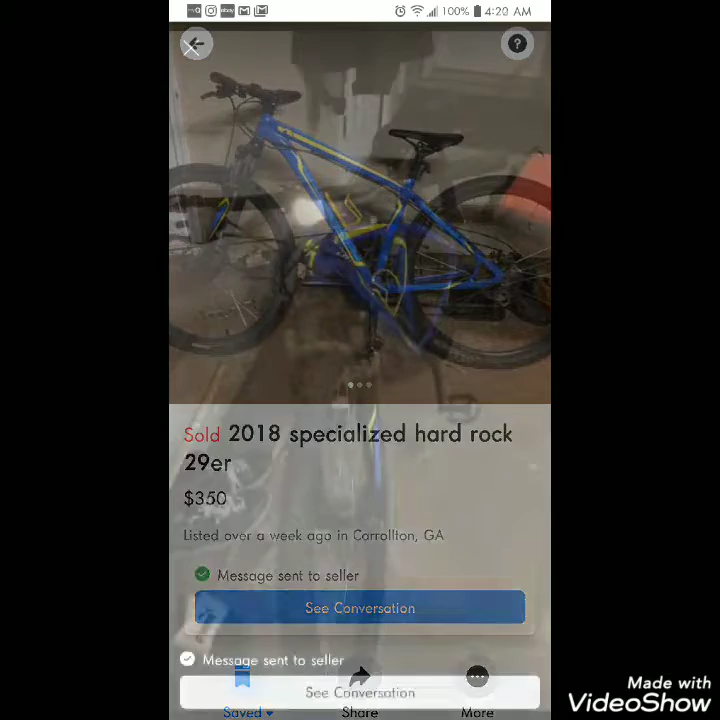 100% 4:20 AM
?
Sold 2018 specialized hard rock
29er
$350
Listed over a week ago in Carrollton, GA
Message sent to seller
See Conversation
Message sent to seller
See Conversation
Saved Share More
Made with
VideoShow